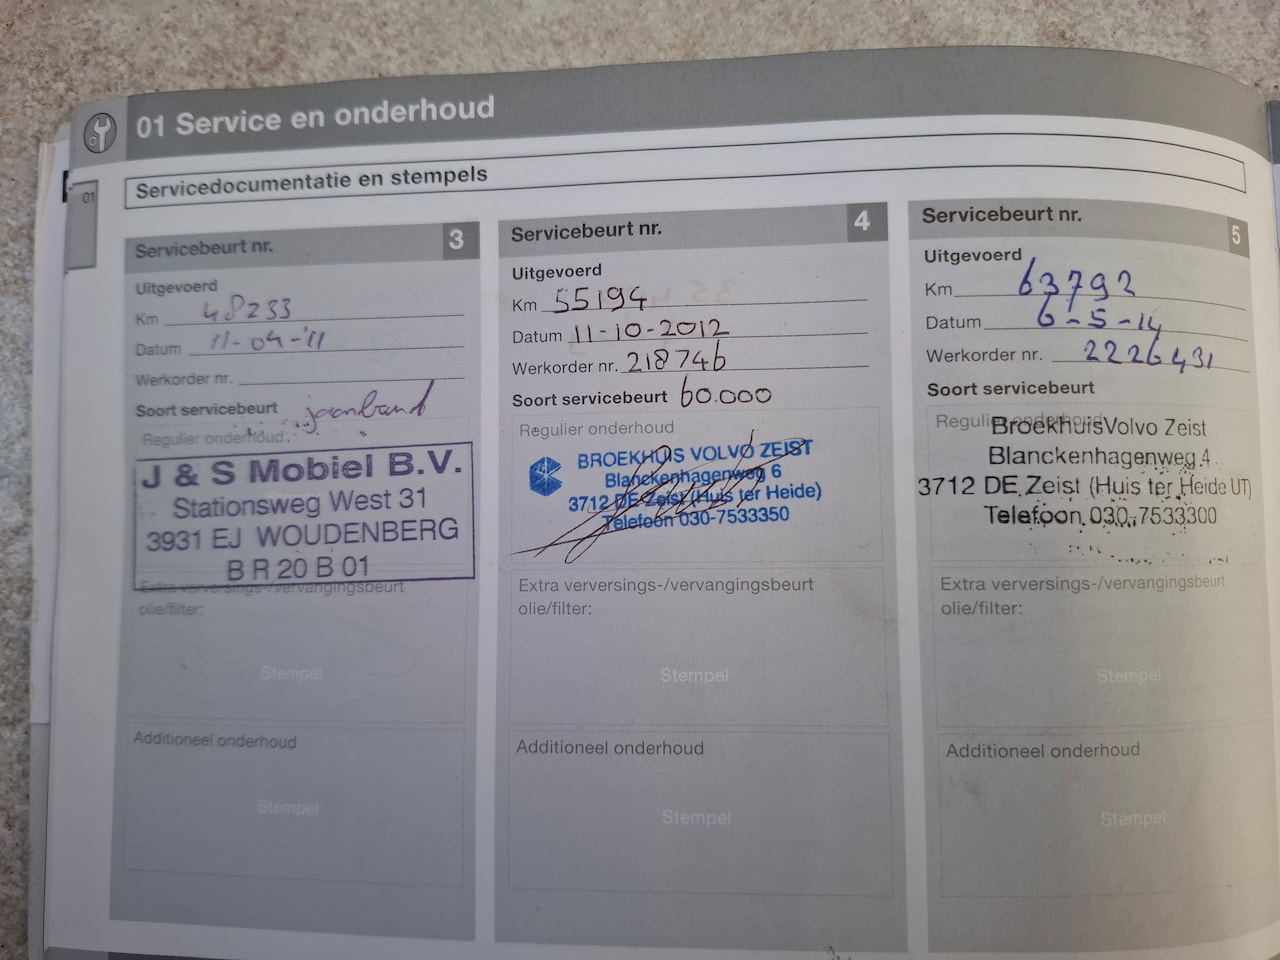 01 Service en onderhoud
01
Servicedocumentatie en stempels
Servicebeurt nr. 3
Uitgevoerd
Km 48233
Datum 11-04-'11
Werkorder nr.
Soort servicebeurt
Regulier onderhoud
J & S Mobiel B.V.
Stationsweg West 31
3931 EJ WOUDENBERG
B R 20 B 01
Extra verversings-/vervangingsbeurt
olie/filter:
Stempel
Additioneel onderhoud
Stempel
Servicebeurt nr. 4
Uitgevoerd
Km 55194
Datum 11-10-2012
Werkorder nr. 218746
Soort servicebeurt 60.000
Regulier onderhoud
BROEKHUIS VOLVO ZEIST
Blanckenhagenweg 6
3712 DE Zeist (Huis ter Heide)
Telefoon 030-7533350
Extra verversings-/vervangingsbeurt
olie/filter:
Stempel
Additioneel onderhoud
Stempel
Servicebeurt nr. 5
Uitgevoerd
Km 63792
Datum 6-5-14
Werkorder nr. 2226431
Soort servicebeurt
Regulier onderhoud
BroekhuisVolvo Zeist
Blanckenhagenweg 4
3712 DE Zeist (Huis ter Heide UT)
Telefoon 030-7533300
Extra verversings-/vervangingsbeurt
olie/filter:
Stempel
Additioneel onderhoud
Stempel